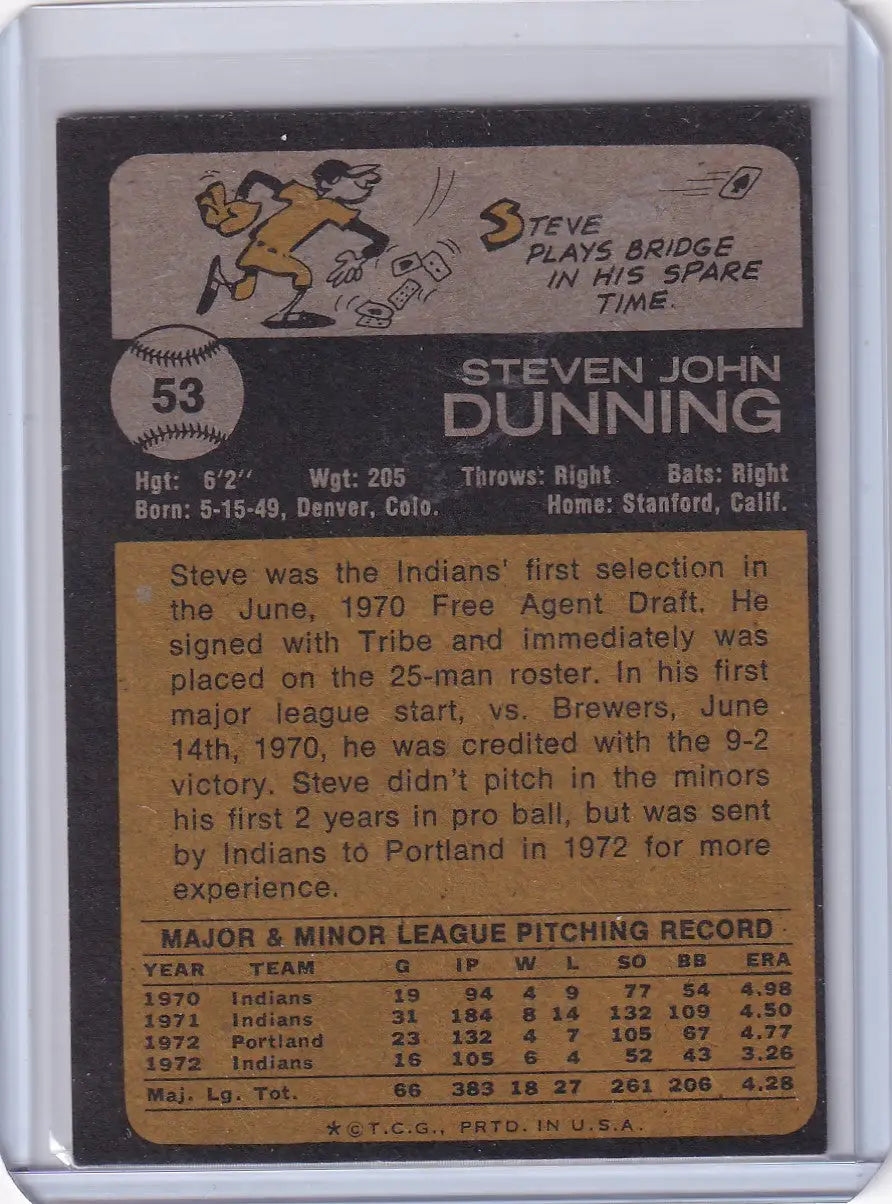 STEVE
PLAYS BRIDGE
IN HIS SPARE
TIME.
53
STEVEN JOHN
DUNNING
Hgt: 6'2" Wgt: 205 Throws: Right Bats: Right
Born: 5-15-49, Denver, Colo. Home: Stanford, Calif.
Steve was the Indians' first selection in
the June, 1970 Free Agent Draft. He
signed with Tribe and immediately was
placed on the 25-man roster. In his first
major league start, vs. Brewers, June
14th, 1970, he was credited with the 9-2
victory. Steve didn't pitch in the minors
his first 2 years in pro ball, but was sent
by Indians to Portland in 1972 for more
experience.
MAJOR & MINOR LEAGUE PITCHING RECORD
YEAR TEAM G IP W L SO BB ERA
1970 Indians 19 94 4 9 77 54 4.98
1971 Indians 31 184 8 14 132 109 4.50
1972 Portland 23 132 4 7 105 67 4.77
1972 Indians 16 105 6 4 52 43 3.26
Maj. Lg. Tot. 66 383 18 27 261 206 4.28
★©T.C.G., PRTD. IN U.S.A.